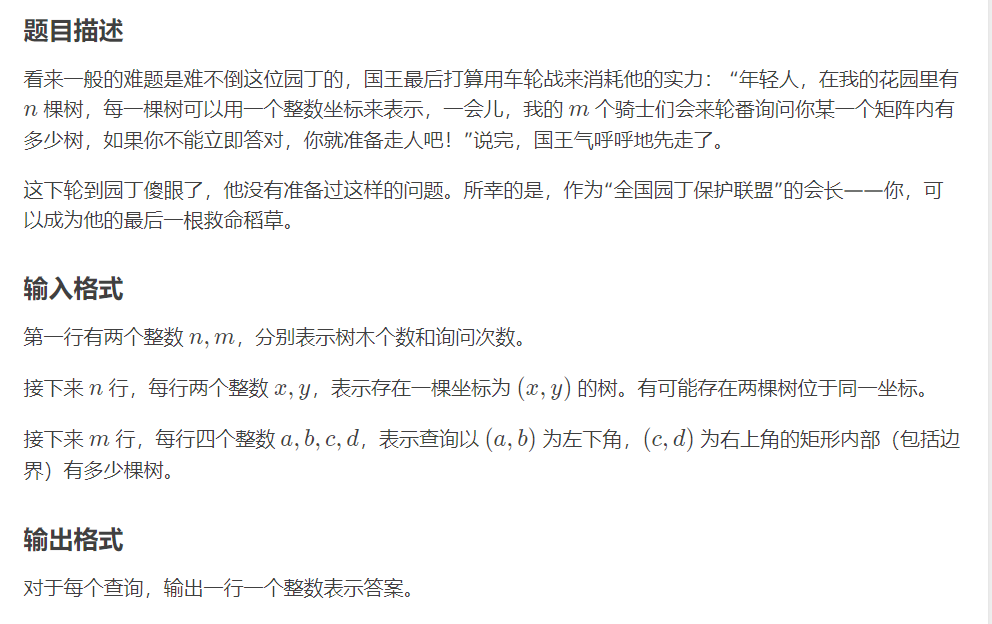 题目描述
看来一般的难题是难不倒这位园丁的，国王最后打算用车轮战来消耗他的实力：“年轻人，在我的花园里有
n 棵树，每一棵树可以用一个整数坐标来表示，一会儿，我的 m 个骑士们会来轮番询问你某一个矩阵内有
多少树，如果你不能立即答对，你就准备走人吧！”说完，国王气呼呼地先走了。
这下轮到园丁傻眼了，他没有准备过这样的问题。所幸的是，作为“全国园丁保护联盟”的会长——你，可
以成为他的最后一根救命稻草。
输入格式
第一行有两个整数 n, m，分别表示树木个数和询问次数。
接下来 n 行，每行两个整数 x, y，表示存在一棵坐标为 (x, y) 的树。有可能存在两棵树位于同一坐标。
接下来 m 行，每行四个整数 a, b, c, d，表示查询以 (a, b) 为左下角，(c, d) 为右上角的矩形内部（包括边
界）有多少棵树。
输出格式
对于每个查询，输出一行一个整数表示答案。